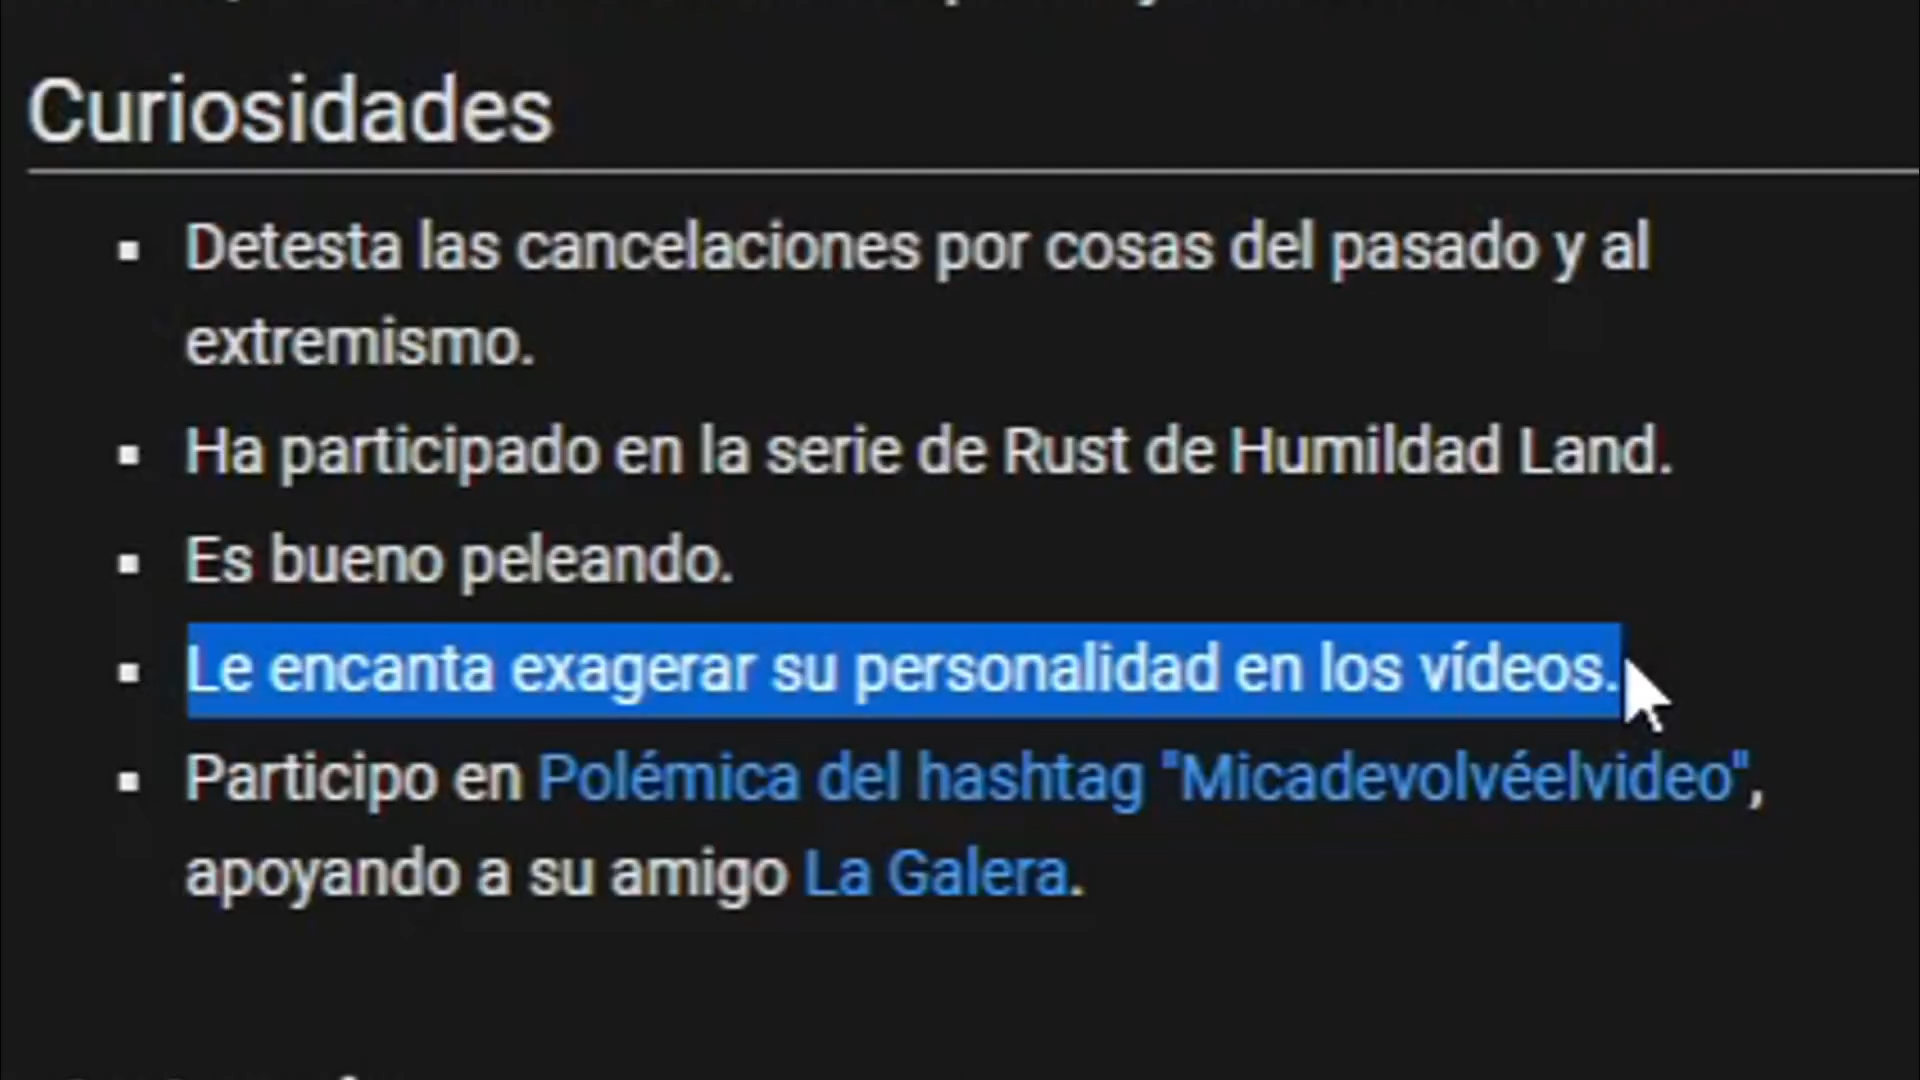 Curiosidades
Detesta las cancelaciones por cosas del pasado y al
extremismo.
Ha participado en la serie de Rust de Humildad Land.
Es bueno peleando.
Le encanta exagerar su personalidad en los vídeos.
Participo en Polémica del hashtag "Micadevolvéelvideo",
apoyando a su amigo La Galera.